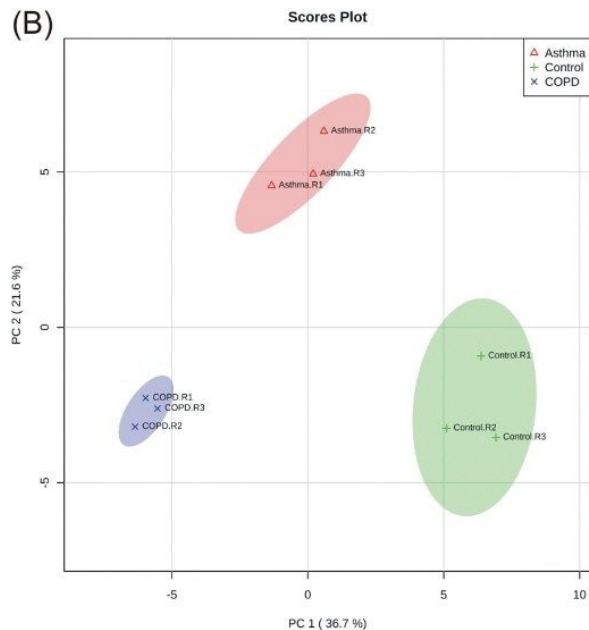 (B)
Scores Plot
Asthma
Control
COPD
Asthma.R2
Asthma.R3
Asthma.R1
5
PC 2 ( 21.6 %)
0
Control.R1
COPD.R1
COPD.R3
COPD.R2
Control.R2
Control.R3
-5
-5 0 5 10
PC 1 ( 36.7 %)